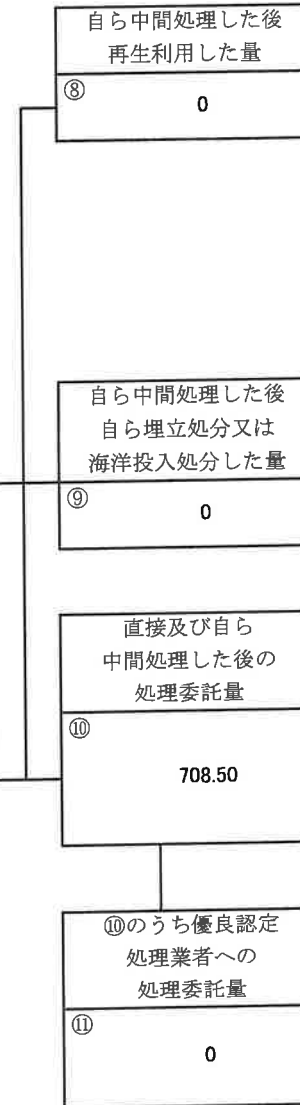 自ら中間処理した後
再生利用した量
⑧
0
自ら中間処理した後
自ら埋立処分又は
海洋投入処分した量
⑨
0
直接及び自ら
中間処理した後の
処理委託量
⑩
708.50
⑩のうち優良認定
処理業者への
処理委託量
⑪
0